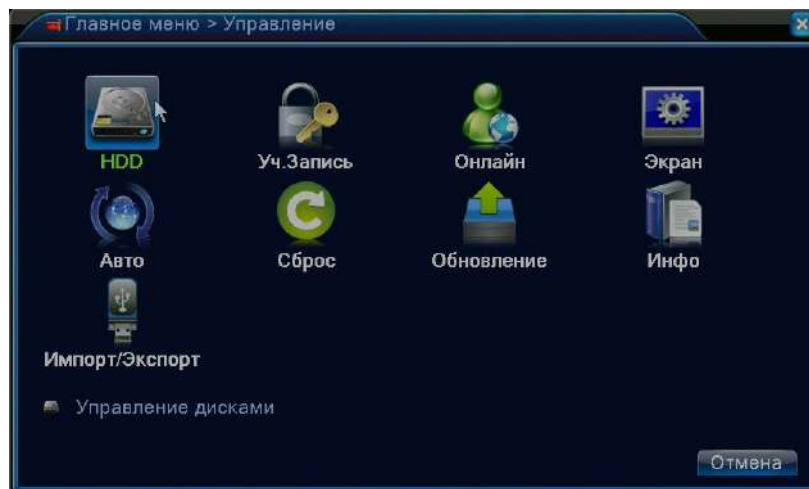 Главное меню > Управление
HDD
Уч.Запись
Онлайн
Экран
Авто
Сброс
Обновление
Инфо
Импорт/Экспорт
Управление дисками
Отмена